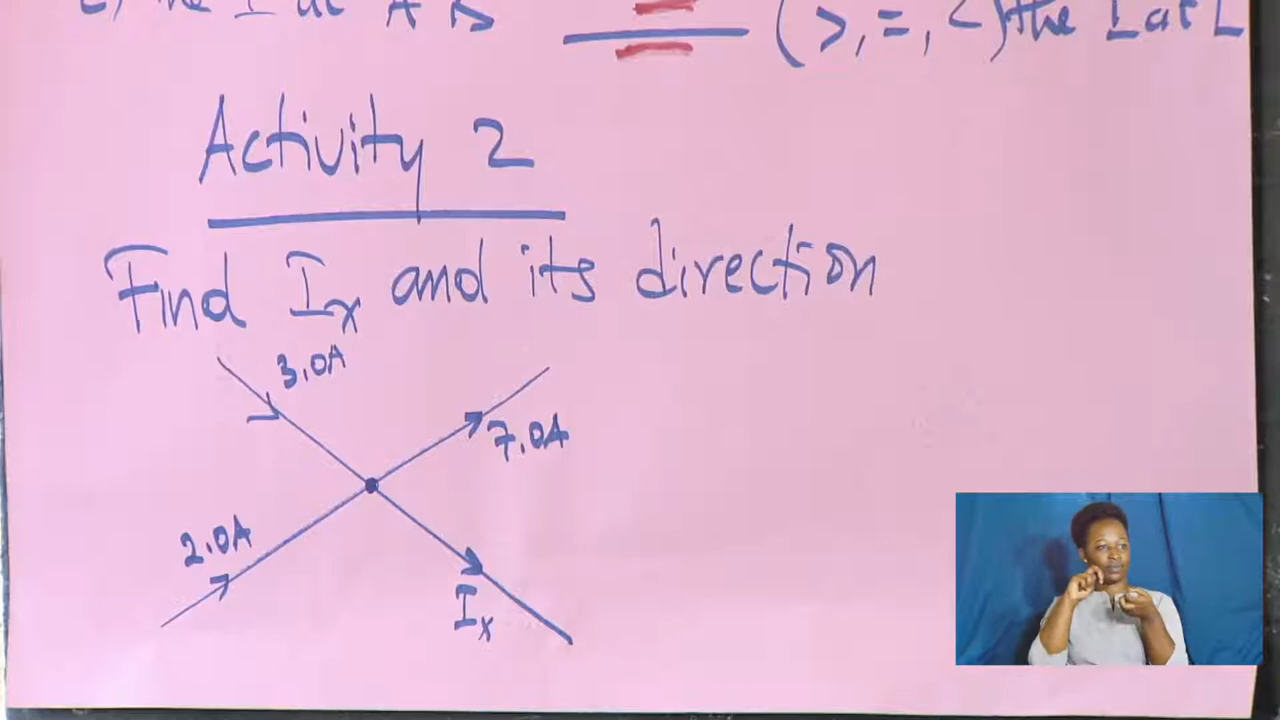 (>,=,<) the I at L
Activity 2
Find Ix and its direction
3.0A
7.0A
2.0A
Ix